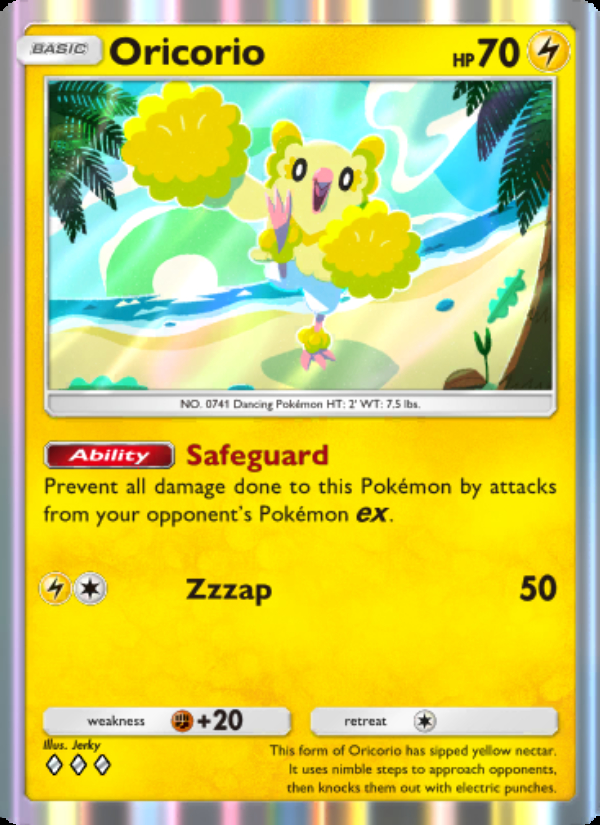 BASIC Oricorio HP 70
NO. 0741 Dancing Pokémon HT: 2' WT: 7.5 lbs.
Ability Safeguard
Prevent all damage done to this Pokémon by attacks
from your opponent's Pokémon ex.
Zzzap 50
weakness +20 retreat
Illus. Jerky
This form of Oricorio has sipped yellow nectar.
It uses nimble steps to approach opponents,
then knocks them out with electric punches.